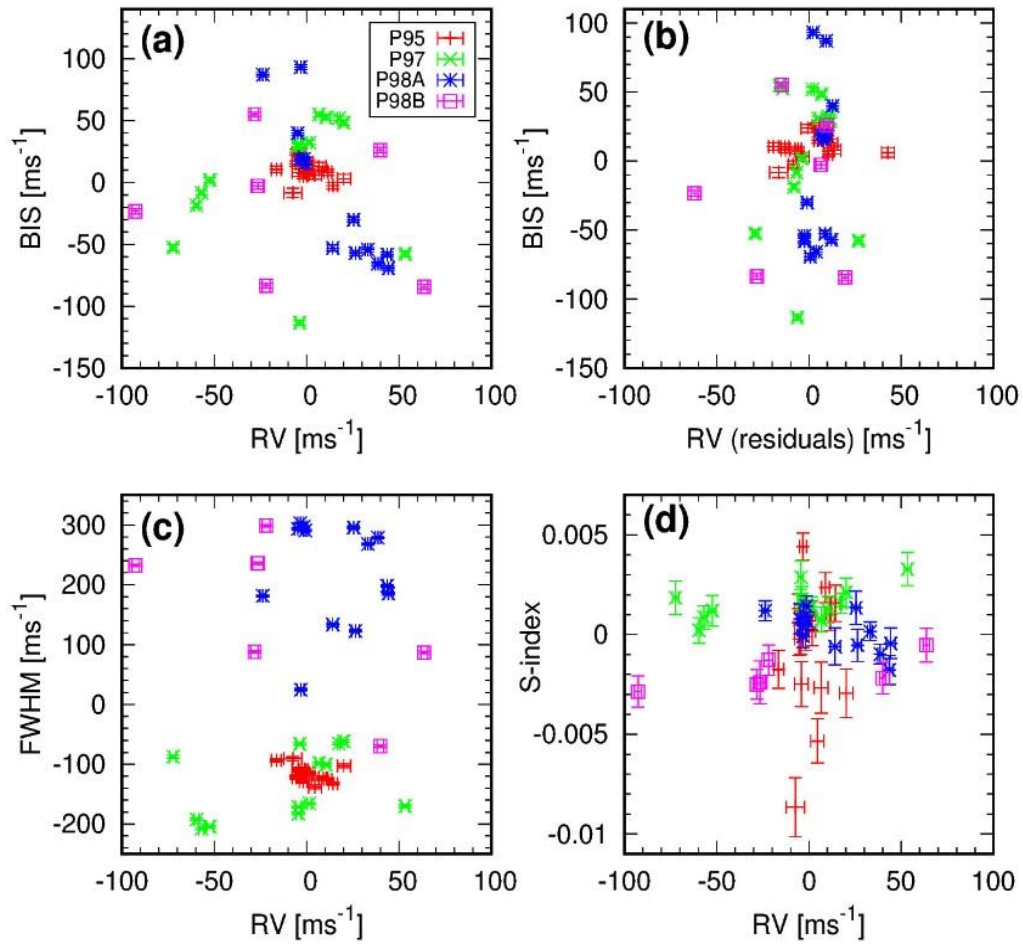 (a)
P95
P97
P98A
P98B
100
50
0
-50
-100
-150
BIS [ms⁻¹]
-100 -50 0 50 100
RV [ms⁻¹]
(b)
100
50
0
-50
-100
-150
BIS [ms⁻¹]
-100 -50 0 50 100
RV (residuals) [ms⁻¹]
(c)
300
200
100
0
-100
-200
FWHM [ms⁻¹]
-100 -50 0 50 100
RV [ms⁻¹]
(d)
0.005
0
-0.005
-0.01
S-index
-100 -50 0 50 100
RV [ms⁻¹]